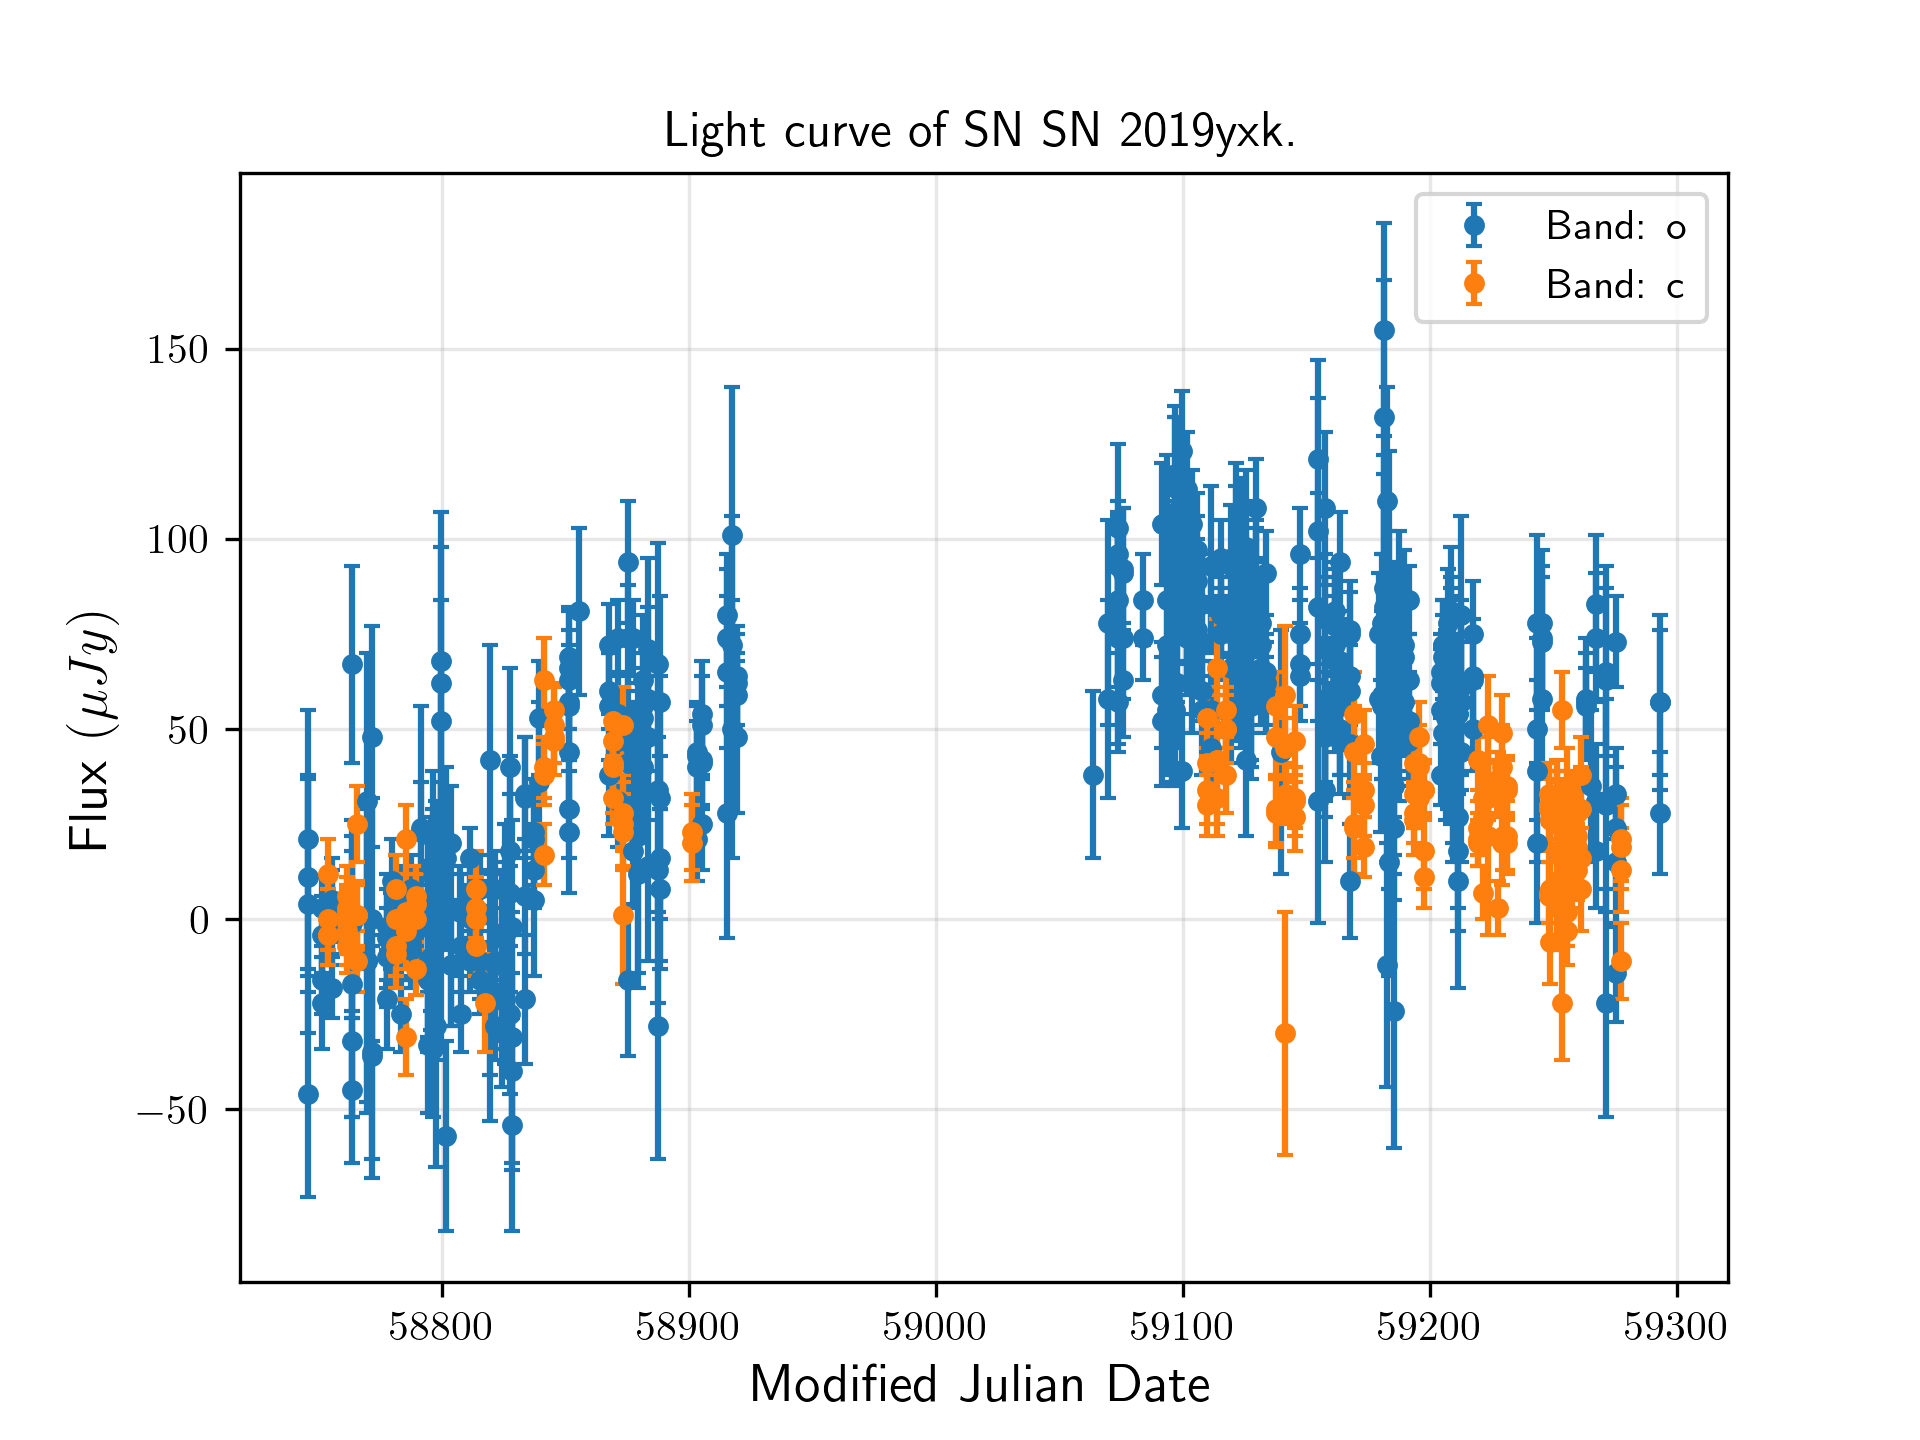 Light curve of SN SN 2019yxk.
Band: o
Band: c
Flux (μJy)
150
100
50
0
−50
58800 58900 59000 59100 59200 59300
Modified Julian Date